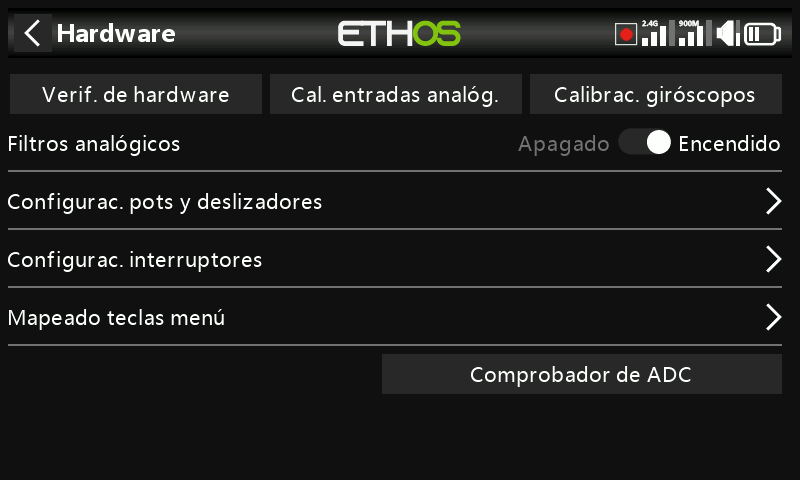 Hardware
ETHOS
2.4G
900M
Verif. de hardware
Cal. entradas analóg.
Calibrac. giróscopos
Filtros analógicos
Apagado
Encendido
Configurac. pots y deslizadores
Configurac. interruptores
Mapeado teclas menú
Comprobador de ADC